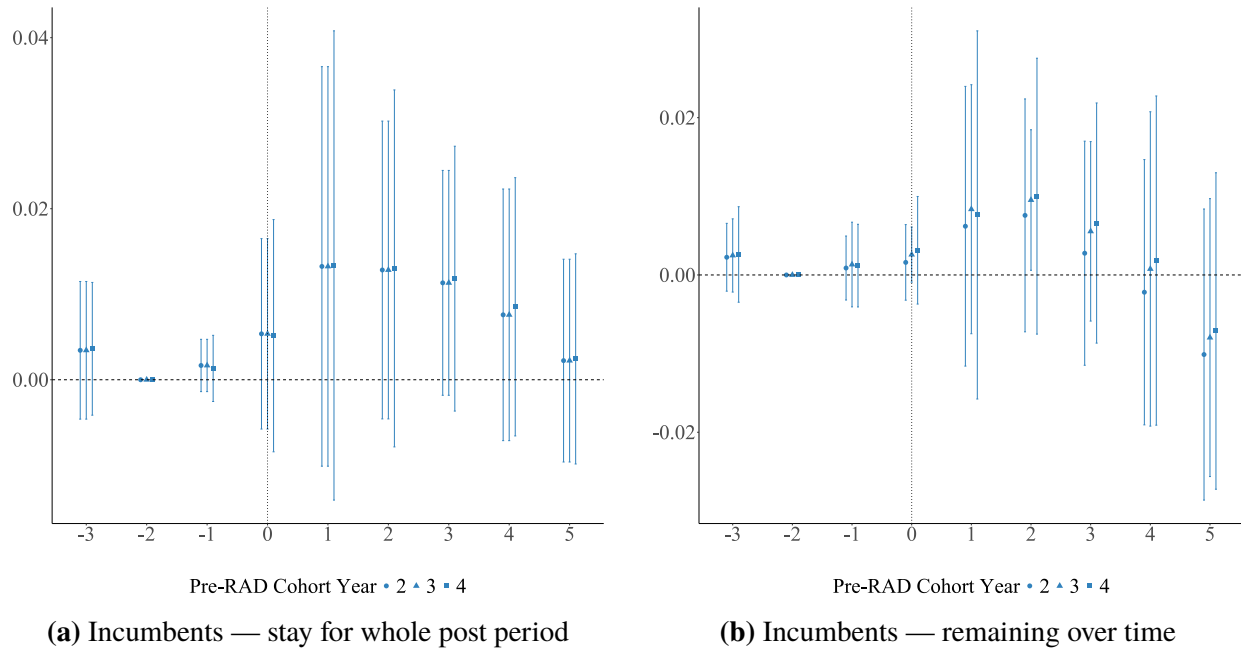 0.04
0.02
0.00
-3 -2 -1 0 1 2 3 4 5
Pre-RAD Cohort Year 2 3 4
(a) Incumbents — stay for whole post period
0.02
0.00
-0.02
-3 -2 -1 0 1 2 3 4 5
Pre-RAD Cohort Year 2 3 4
(b) Incumbents — remaining over time